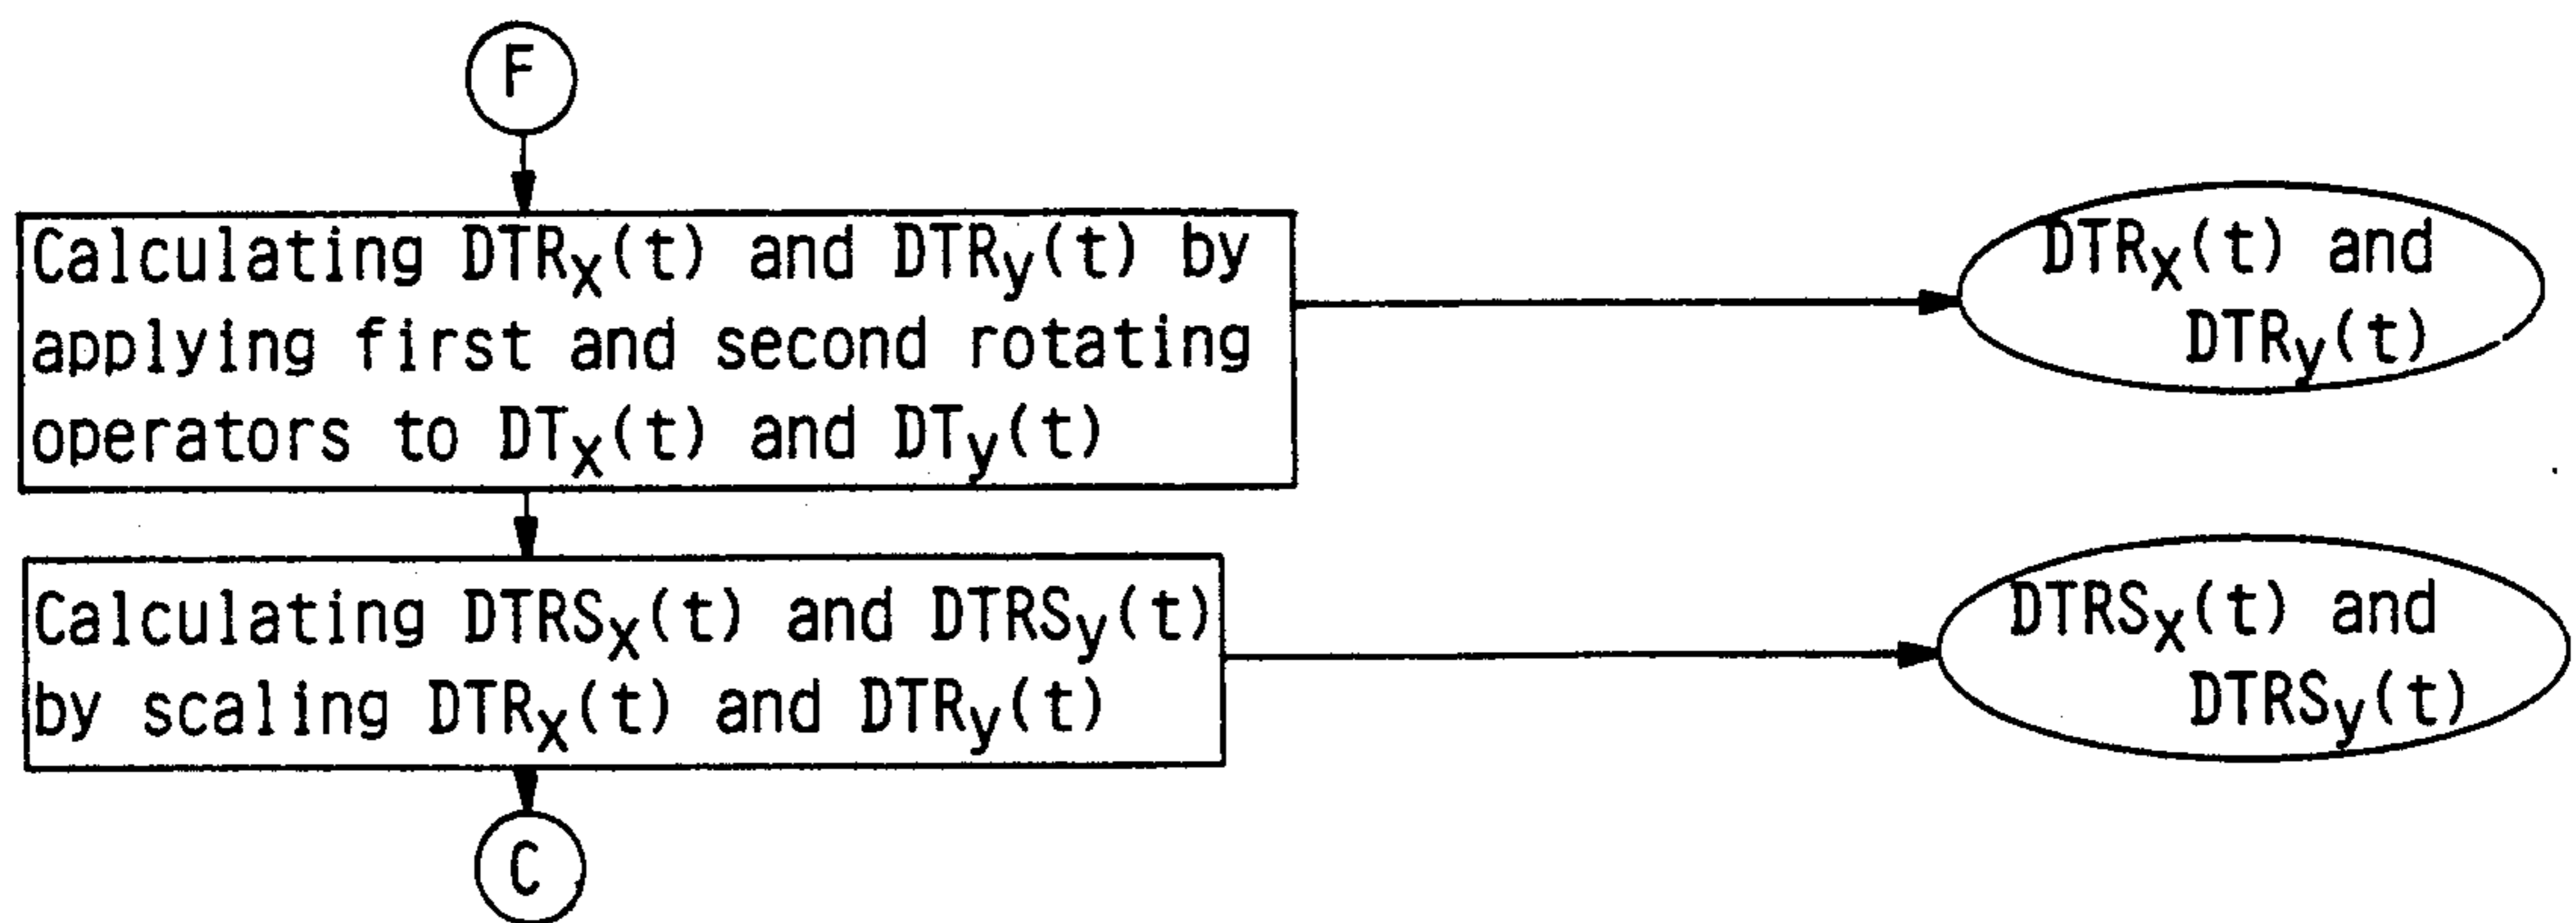 F
Calculating DTRx(t) and DTRy(t) by
applying first and second rotating
operators to DTx(t) and DTy(t)
DTRx(t) and
DTRy(t)
Calculating DTRSx(t) and DTRSy(t)
by scaling DTRx(t) and DTRy(t)
DTRSx(t) and
DTRSy(t)
C